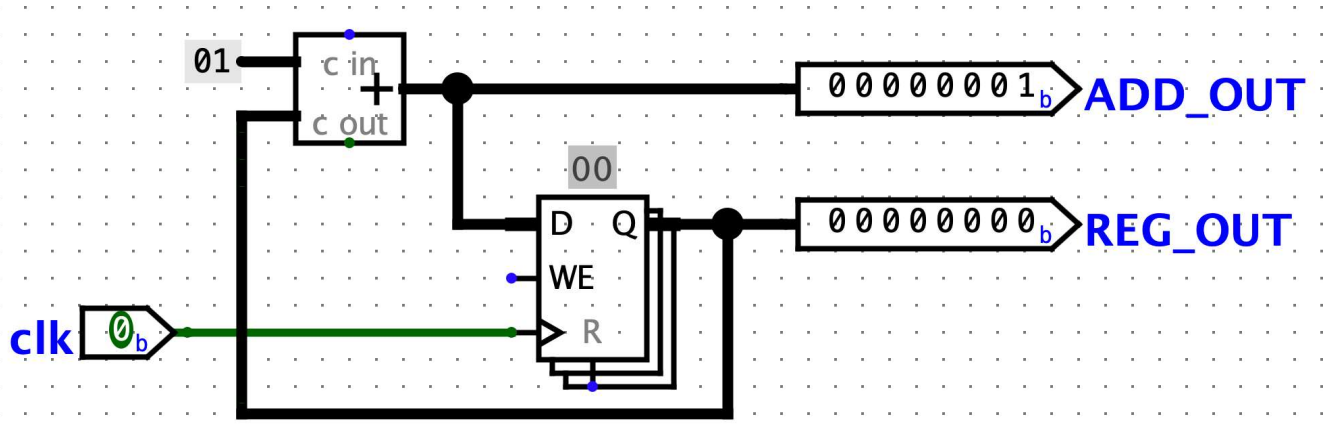 01
c in
+
c out
00000001b
ADD_OUT
00
D Q
WE
R
00000000b
REG_OUT
clk
0b